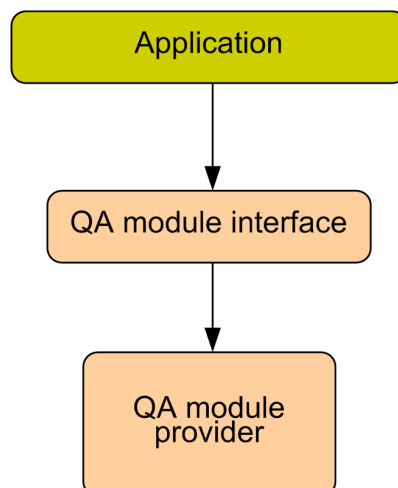 Application
QA module interface
QA module
provider